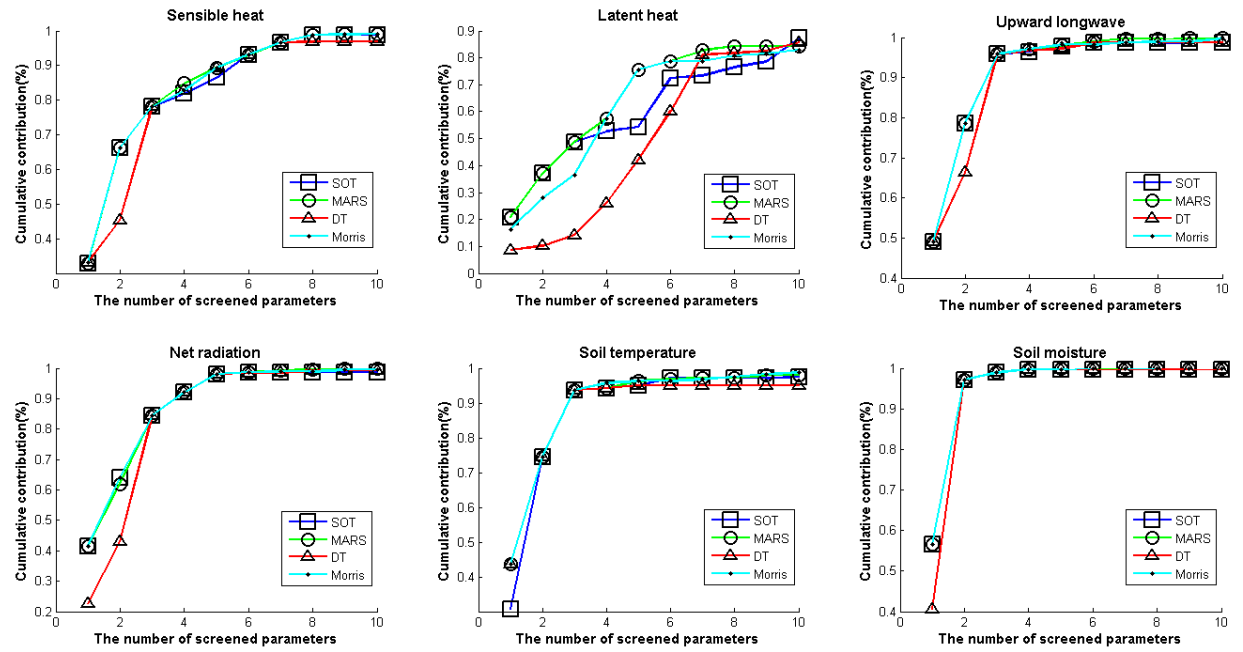 Sensible heat
Cumulative contribution(%)
1
0.9
0.8
0.7
0.6
0.5
0.4
0 2 4 6 8 10
The number of screened parameters
SOT
MARS
DT
Morris
Latent heat
Cumulative contribution(%)
0.9
0.8
0.7
0.6
0.5
0.4
0.3
0.2
0.1
0
0 2 4 6 8 10
The number of screened parameters
SOT
MARS
DT
Morris
Upward longwave
Cumulative contribution(%)
1
0.9
0.8
0.7
0.6
0.5
0.4
0 2 4 6 8 10
The number of screened parameters
SOT
MARS
DT
Morris
Net radiation
Cumulative contribution(%)
1
0.9
0.8
0.7
0.6
0.5
0.4
0.3
0.2
0 2 4 6 8 10
The number of screened parameters
SOT
MARS
DT
Morris
Soil temperature
Cumulative contribution(%)
1
0.9
0.8
0.7
0.6
0.5
0.4
0 2 4 6 8 10
The number of screened parameters
SOT
MARS
DT
Morris
Soil moisture
Cumulative contribution(%)
1
0.9
0.8
0.7
0.6
0.5
0.4
0 2 4 6 8 10
The number of screened parameters
SOT
MARS
DT
Morris